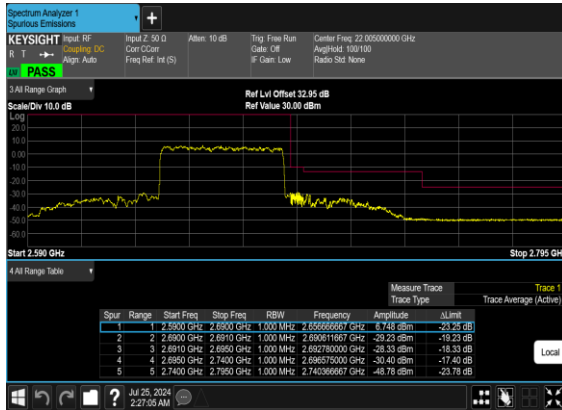 Spectrum Analyzer 1
Spurious Emissions
+
KEYSIGHT Input: RF Input Z: 50 Ω Atten: 10 dB Trig: Free Run Center Freq: 22.005000000 GHz
R T Coupling: DC Corr CCorr Gate: Off Avg|Hold: 100/100
Align: Auto Freq Ref: Int (S) IF Gain: Low Radio Std: None
PASS
3 All Range Graph
Ref Lvl Offset 32.95 dB
Scale/Div 10.0 dB Ref Value 30.00 dBm
Log
20.0
10.0
0.00
-10.0
-20.0
-30.0
-40.0
-50.0
-60.0
Start 2.590 GHz Stop 2.795 GH
4 All Range Table
Measure Trace Trace 1
Trace Type Trace Average (Active)
Spur Range Start Freq Stop Freq RBW Frequency Amplitude ΔLimit
1 1 2.5900 GHz 2.6900 GHz 1.000 MHz 2.656666667 GHz 6.748 dBm -23.25 dB
2 2 2.6900 GHz 2.6910 GHz 1.000 MHz 2.690611667 GHz -29.23 dBm -19.23 dB
3 3 2.6910 GHz 2.6950 GHz 1.000 MHz 2.692780000 GHz -28.33 dBm -18.33 dB
4 4 2.6950 GHz 2.7400 GHz 1.000 MHz 2.696575000 GHz -30.40 dBm -17.40 dB
5 5 2.7400 GHz 2.7950 GHz 1.000 MHz 2.740366667 GHz -48.78 dBm -23.78 dB
Local
? Jul 25, 2024
2:27:05 AM